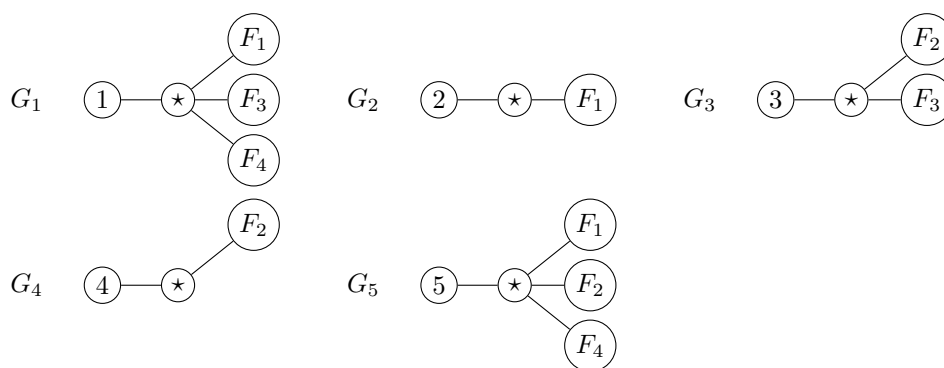 F₁
G₁ 1 ⋆ F₃
F₄
G₂ 2 ⋆ F₁
F₂
G₃ 3 ⋆ F₃
F₂
G₄ 4 ⋆
F₁
G₅ 5 ⋆ F₂
F₄